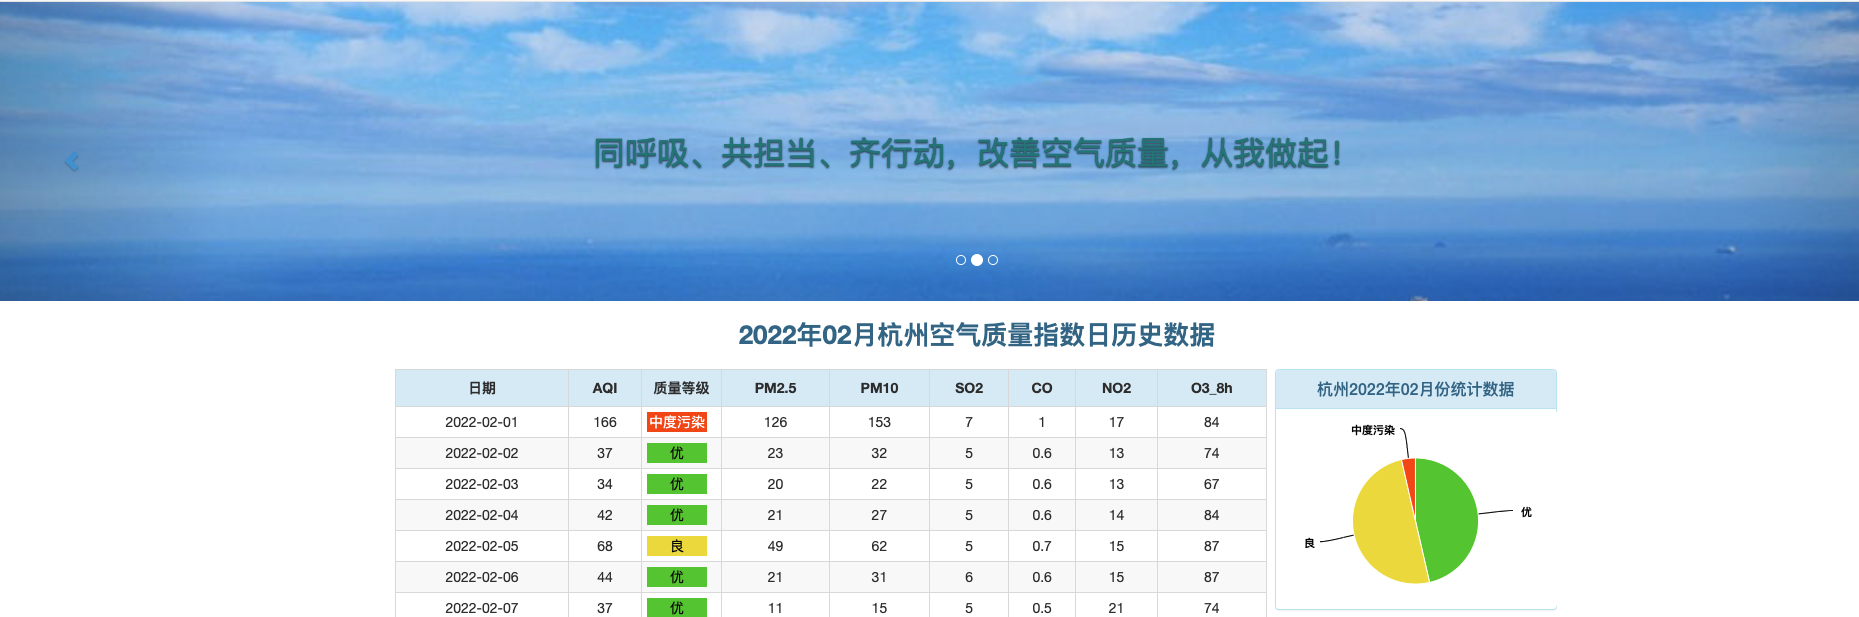 同呼吸、共担当、齐行动，改善空气质量，从我做起！
2022年02月杭州空气质量指数日历史数据
日期 AQI 质量等级 PM2.5 PM10 SO2 CO NO2 O3_8h
2022-02-01 166 中度污染 126 153 7 1 17 84
2022-02-02 37 优 23 32 5 0.6 13 74
2022-02-03 34 优 20 22 5 0.6 13 67
2022-02-04 42 优 21 27 5 0.6 14 84
2022-02-05 68 良 49 62 5 0.7 15 87
2022-02-06 44 优 21 31 6 0.6 15 87
2022-02-07 37 优 11 15 5 0.5 21 74
杭州2022年02月份统计数据
中度污染
优
良